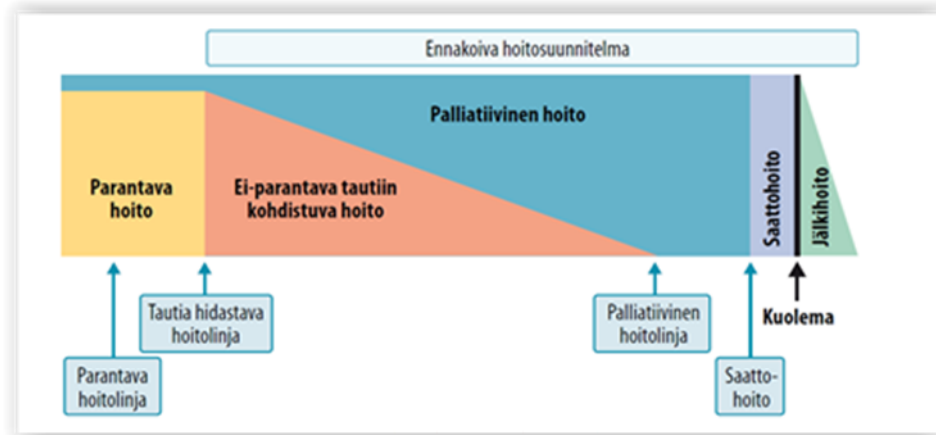 Ennakoiva hoitosuunnitelma
Palliatiivinen hoito
Parantava
hoito
Ei-parantava tautiin
kohdistuva hoito
Saattohoito
Jälkihoito
Tautia hidastava
hoitolinja
Palliatiivinen
hoitolinja
Kuolema
Parantava
hoitolinja
Saatto-
hoito